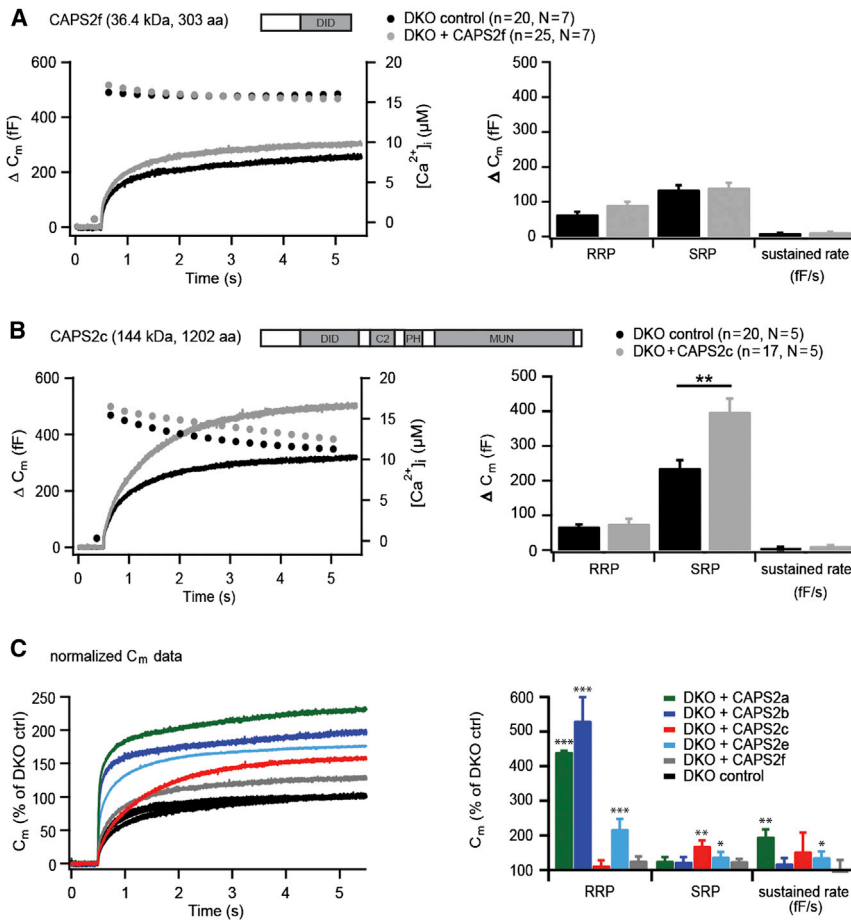 A
CAPS2f (36.4 kDa, 303 aa)
DID
DKO control (n=20, N=7)
DKO + CAPS2f (n=25, N=7)
600
400
200
0
Δ Cm (fF)
20
15
10
5
0
[Ca2+]i (µM)
0 1 2 3 4 5
Time (s)
500
400
300
200
100
0
Δ Cm (fF)
RRP SRP sustained rate
(fF/s)
B
CAPS2c (144 kDa, 1202 aa)
DID C2 PH MUN
DKO control (n=20, N=5)
DKO+CAPS2c (n=17, N=5)
600
400
200
0
Δ Cm (fF)
20
15
10
5
0
[Ca2+]i (µM)
0 1 2 3 4 5
Time (s)
500
400
300
200
100
0
Δ Cm (fF)
**
RRP SRP sustained rate
(fF/s)
C
normalized Cm data
250
200
150
100
50
0
Cm (% of DKO ctrl)
0 1 2 3 4 5
Time (s)
600
500
400
300
200
100
Cm (% of DKO ctrl)
*** *** *** ** * ** *
DKO + CAPS2a
DKO + CAPS2b
DKO + CAPS2c
DKO + CAPS2e
DKO + CAPS2f
DKO control
RRP SRP sustained rate
(fF/s)